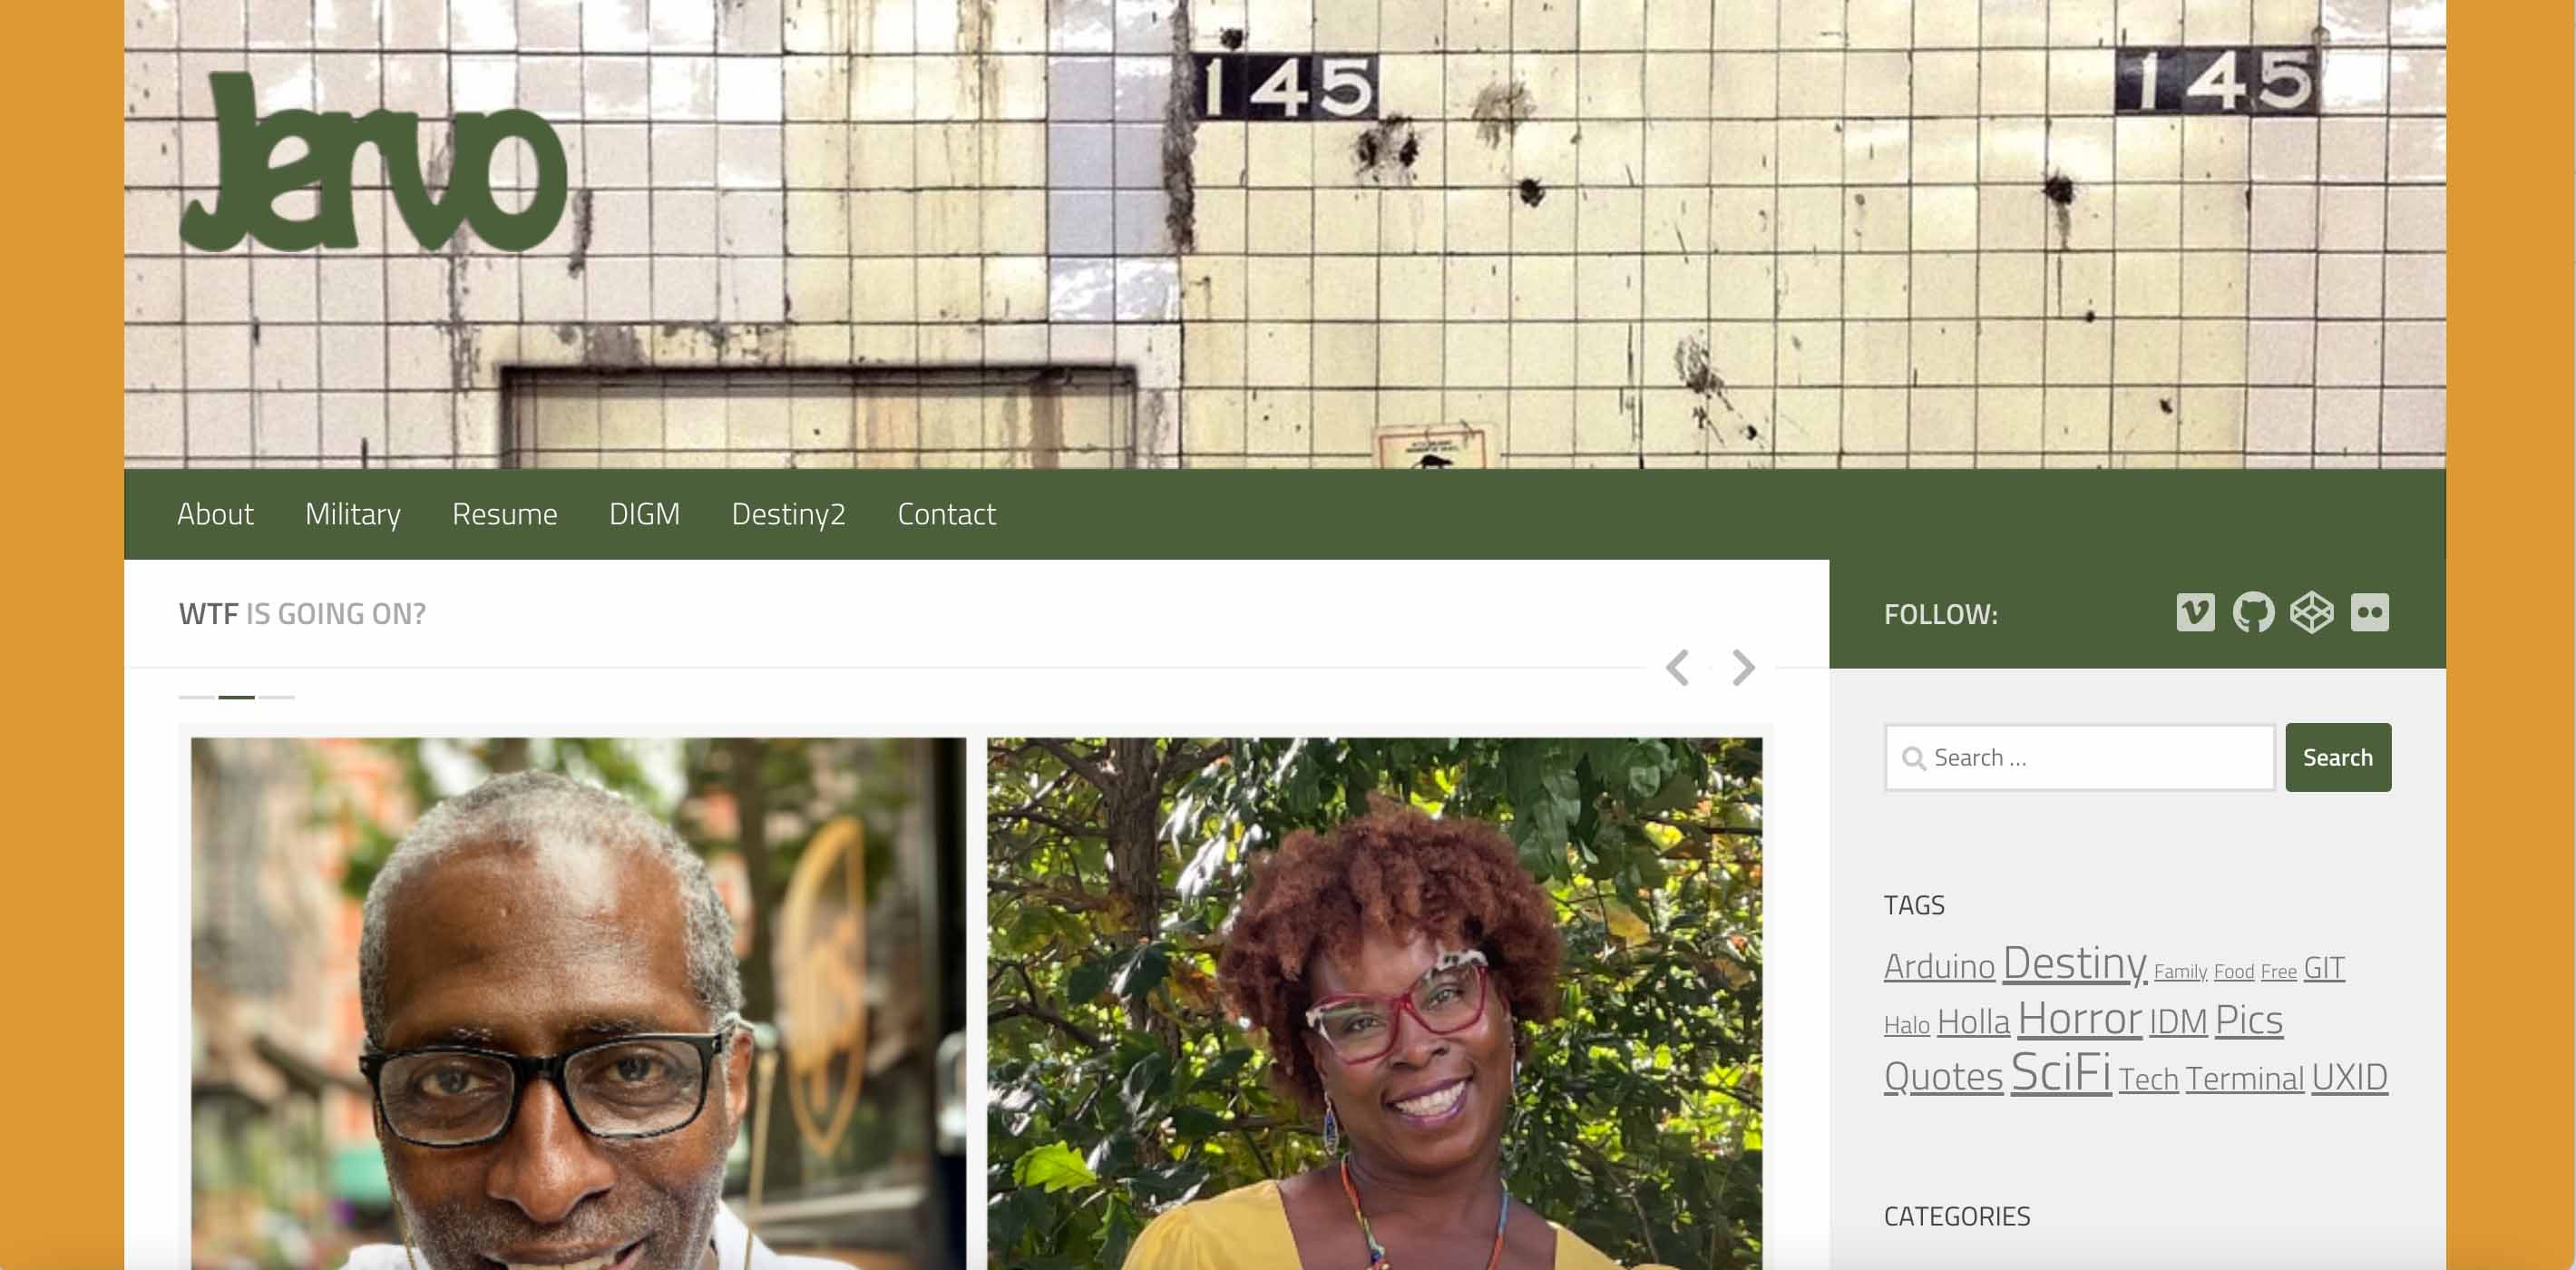 145 145
Jervo
About Military Resume DIGM Destiny2 Contact
WTF IS GOING ON?
FOLLOW:
Search ...
Search
TAGS
Arduino Destiny Family Food Free GIT
Halo Holla Horror IDM Pics
Quotes SciFi Tech Terminal UXID
CATEGORIES